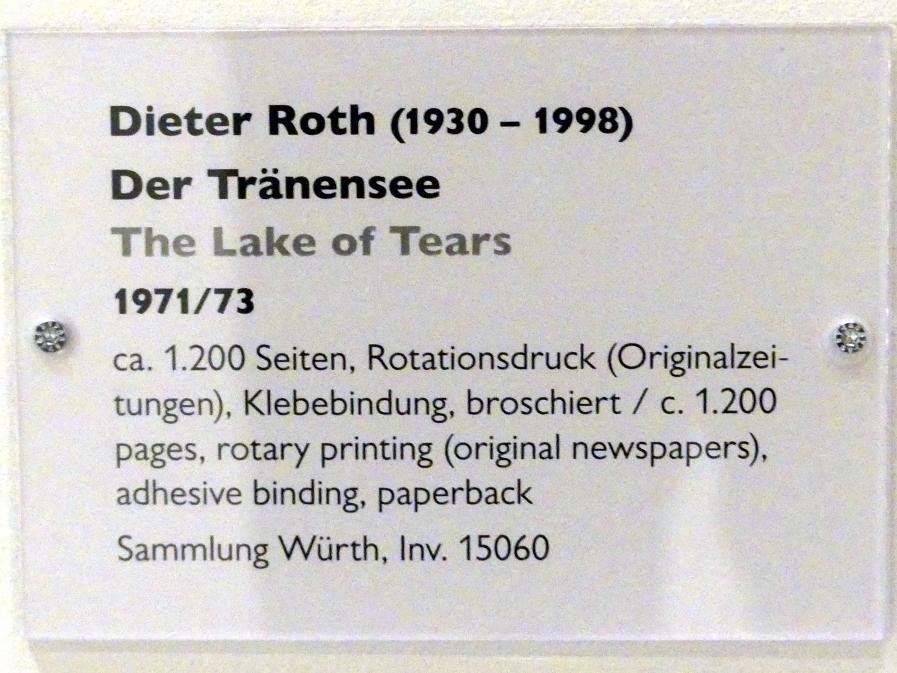 Dieter Roth (1930 – 1998)
Der Tränensee
The Lake of Tears
1971/73
ca. 1.200 Seiten, Rotationsdruck (Originalzei-
tungen), Klebebindung, broschiert / c. 1.200
pages, rotary printing (original newspapers),
adhesive binding, paperback
Sammlung Würth, Inv. 15060